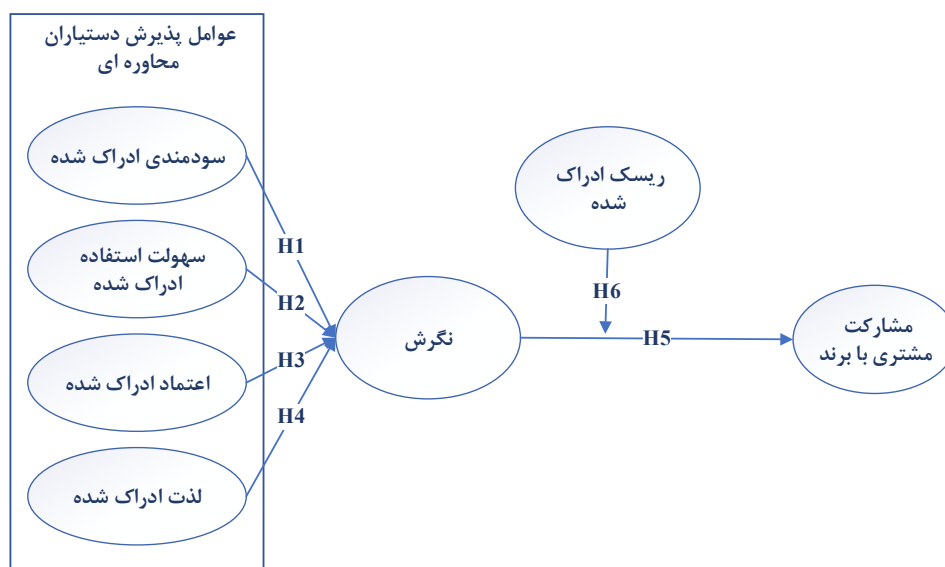 عوامل پذیرش دستیاران
محاوره ای
سودمندی ادراک شده
سهولت استفاده
ادراک شده
اعتماد ادراک شده
لذت ادراک شده
H1
H2
H3
H4
نگرش
ریسک ادراک
شده
H6
H5
مشارکت
مشتری با برند